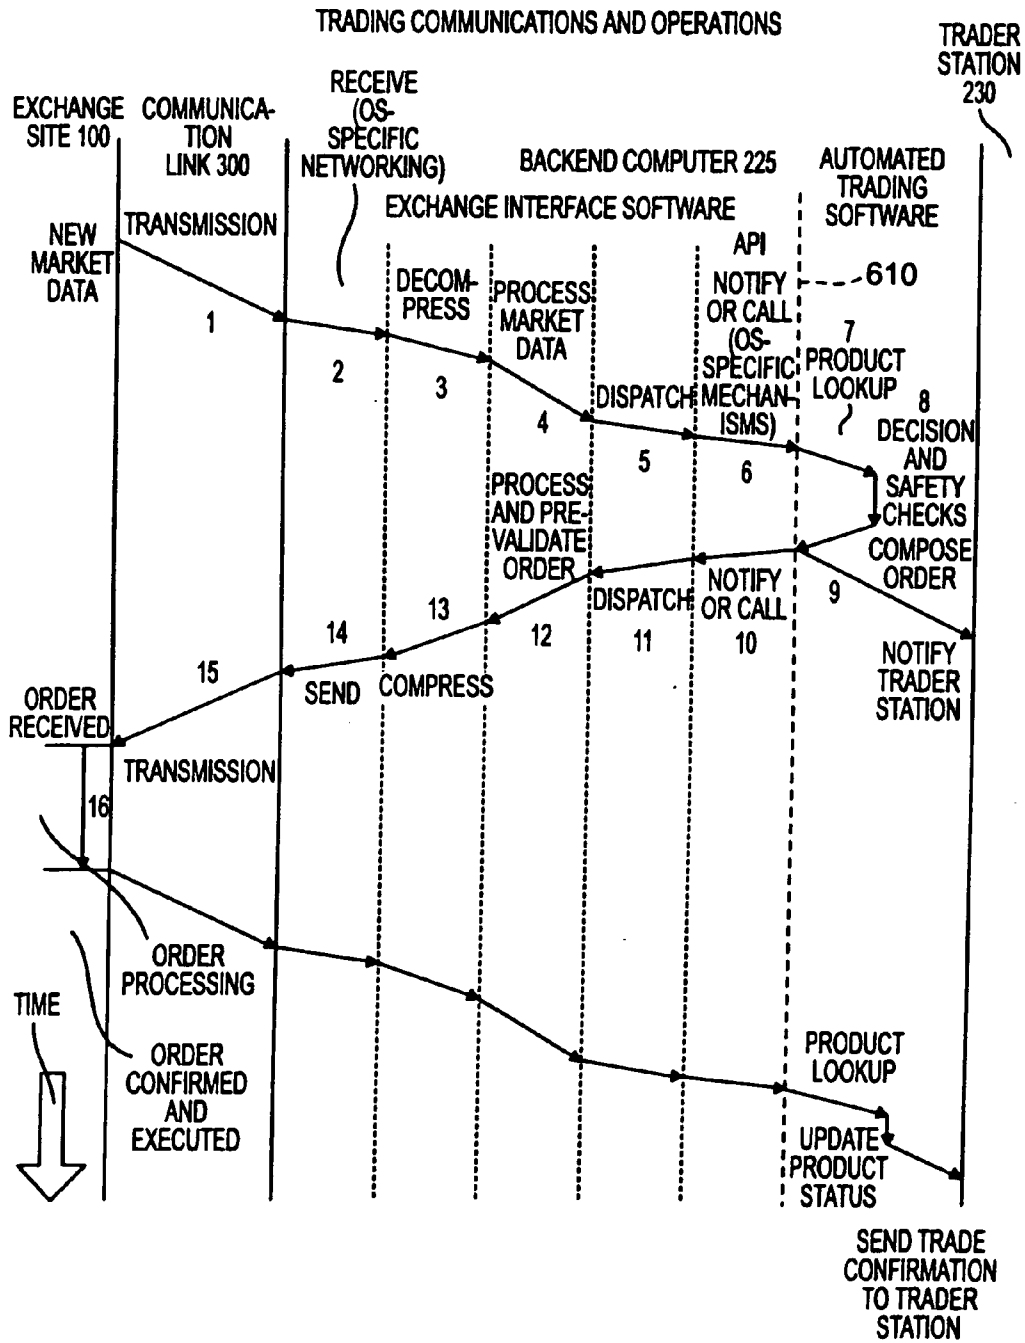 TRADING COMMUNICATIONS AND OPERATIONS
TRADER
STATION
230
EXCHANGE
SITE 100
COMMUNICA-
TION
LINK 300
RECEIVE
(OS-
SPECIFIC
NETWORKING)
BACKEND COMPUTER 225
AUTOMATED
TRADING
SOFTWARE
EXCHANGE INTERFACE SOFTWARE
NEW
MARKET
DATA
TRANSMISSION
DECOM-
PRESS
PROCESS
MARKET
DATA
DISPATCH
API
NOTIFY
OR CALL
(OS-
SPECIFIC
MECHAN-
ISMS)
610
7
PRODUCT
LOOKUP
8
DECISION
AND
SAFETY
CHECKS
1
2
3
4
5
6
PROCESS
AND PRE-
VALIDATE
ORDER
DISPATCH
NOTIFY
OR CALL
COMPOSE
ORDER
9
10
11
12
13
14
15
NOTIFY
TRADER
STATION
COMPRESS
SEND
ORDER
RECEIVED
TRANSMISSION
16
ORDER
PROCESSING
TIME
ORDER
CONFIRMED
AND
EXECUTED
PRODUCT
LOOKUP
UPDATE
PRODUCT
STATUS
SEND TRADE
CONFIRMATION
TO TRADER
STATION